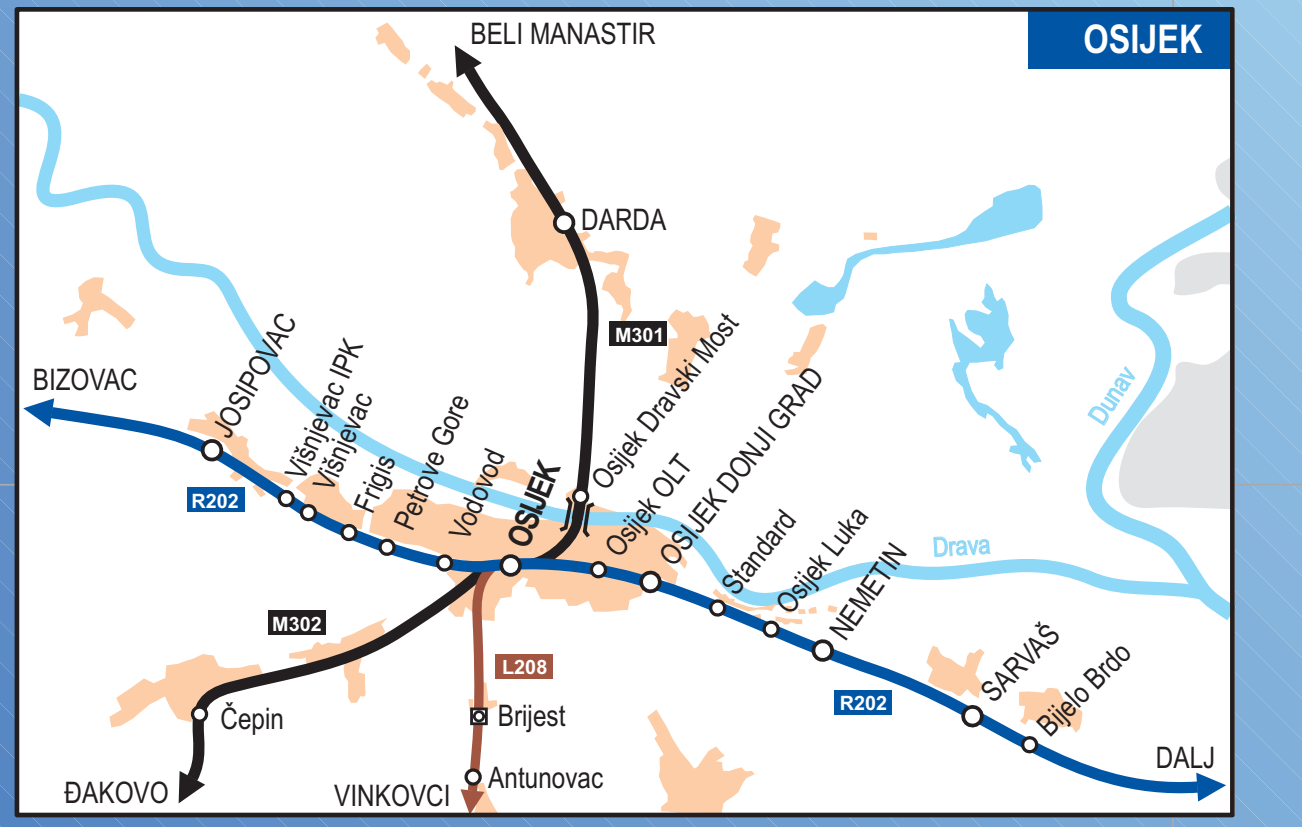 OSIJEK
BELI MANASTIR
DARDA
M301
BIZOVAC
JOSIPOVAC
Višnjevac IPK
Višnjevac
Frigis
Petrove Gore
Vodovod
OSIJEK
Osijek Dravski Most
Osijek OLT
OSIJEK DONJI GRAD
Standard
Osijek Luka
NEMETIN
SARVAŠ
Bijelo Brdo
Dunav
Drava
R202
M302
L208
R202
Čepin
Brijest
Antunovac
ĐAKOVO
VINKOVCI
DALJ